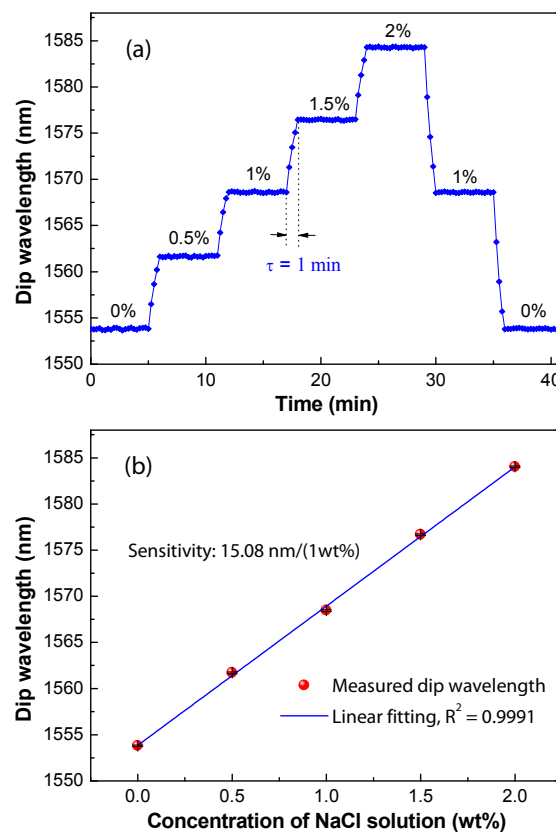 (a)
Dip wavelength (nm)
1585
1580
1575
1570
1565
1560
1555
1550
0%
0.5%
1%
1.5%
2%
1%
0%
τ = 1 min
0 10 20 30 40
Time (min)
(b)
Dip wavelength (nm)
1585
1580
1575
1570
1565
1560
1555
1550
Sensitivity: 15.08 nm/(1wt%)
Measured dip wavelength
Linear fitting, R² = 0.9991
0.0 0.5 1.0 1.5 2.0
Concentration of NaCl solution (wt%)